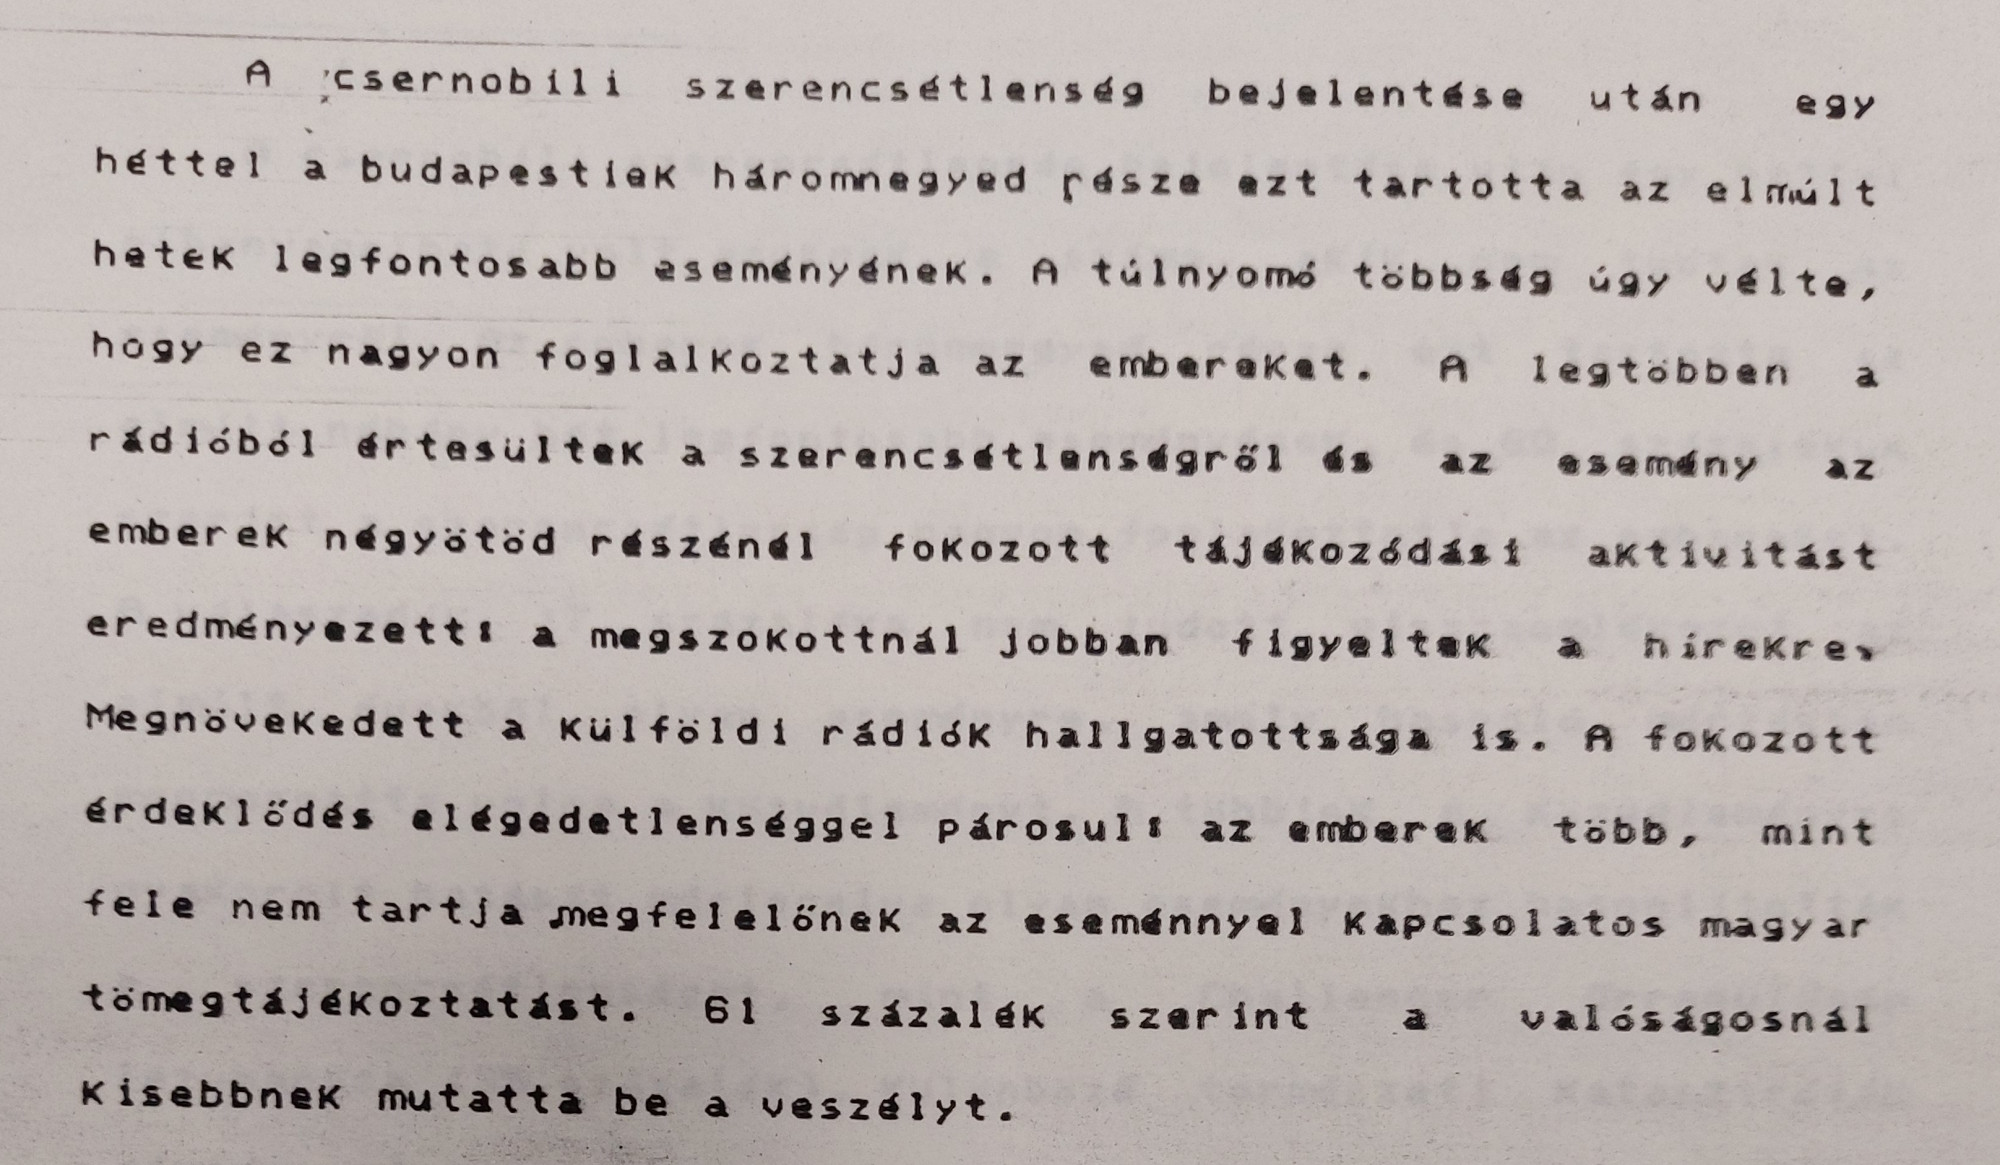 A csernobili szerencsétlenség bejelentése után egy
héttel a budapestiek háromnegyed része ezt tartotta az elmúlt
hetek legfontosabb eseményének. A túlnyomó többség úgy vélte,
hogy ez nagyon foglalkoztatja az embereket. A legtöbben a
rádióból értesültek a szerencsétlenségről és az esemény az
emberek négyötöd részénél fokozott tájékozódási aktivitást
eredményezett: a megszokottnál jobban figyeltek a hirekre,
Megnövekedett a külföldi rádiók hallgatottsága is. A fokozott
érdeklődés elégedetlenséggel párosul: az emberek több, mint
fele nem tartja megfelelőnek az eseménnyel kapcsolatos magyar
tömegtájékoztatást. 61 százalék szerint a valóságosnál
kisebbnek mutatta be a veszélyt.